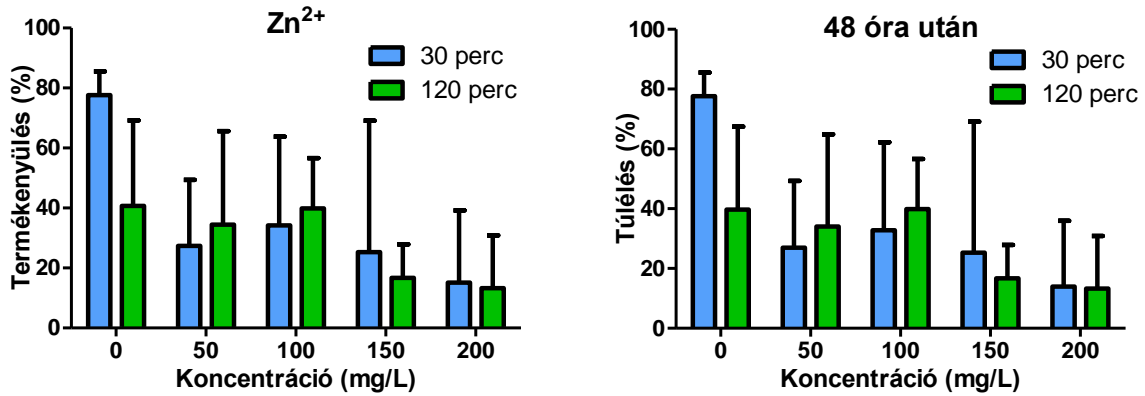 Zn²⁺
Termékenyülés (%)
100
80
60
40
20
0
30 perc
120 perc
0 50 100 150 200
Koncentráció (mg/L)
48 óra után
Túlélés (%)
100
80
60
40
20
0
30 perc
120 perc
0 50 100 150 200
Koncentráció (mg/L)